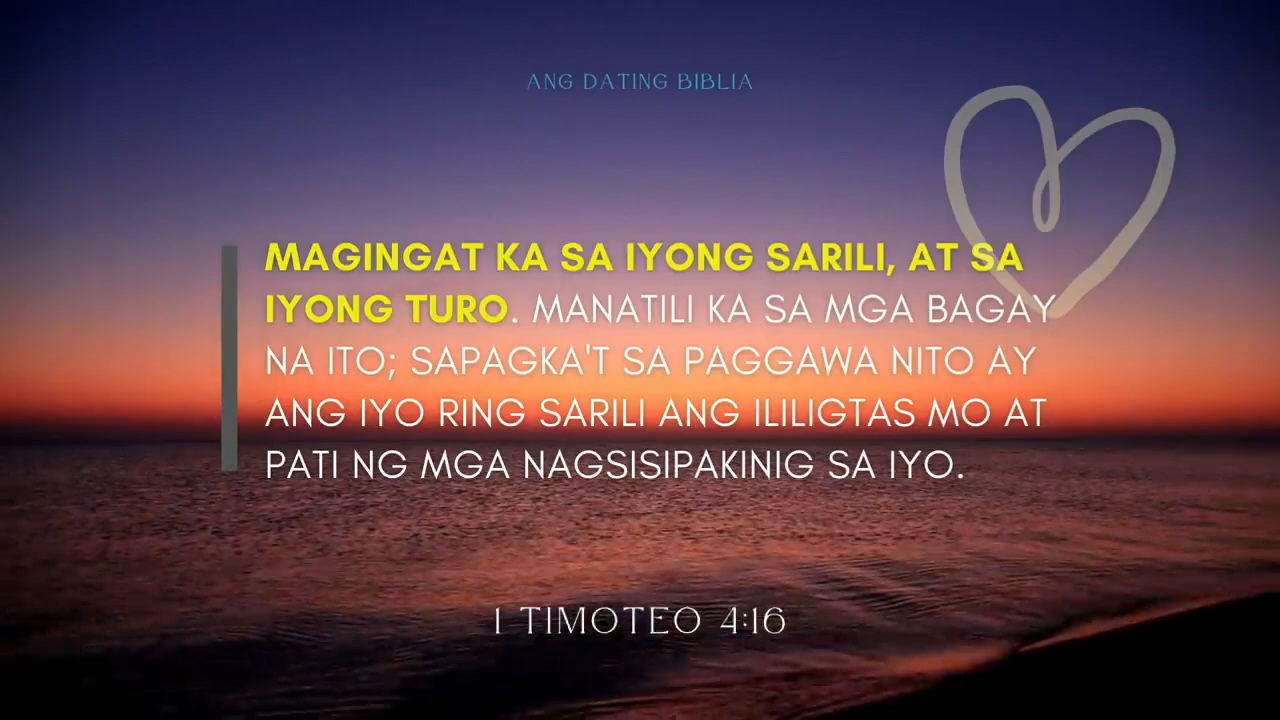 ANG DATING BIBLIA
MAGINGAT KA SA IYONG SARILI, AT SA
IYONG TURO. MANATILI KA SA MGA BAGAY
NA ITO; SAPAGKA'T SA PAGGAWA NITO AY
ANG IYO RING SARILI ANG ILILIGTAS MO AT
PATI NG MGA NAGSISIPAKINIG SA IYO.
1 TIMOTEO 4:16